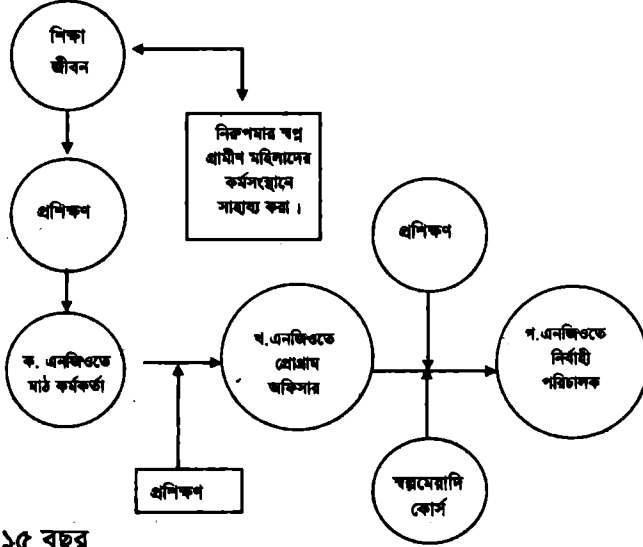 শিক্ষা
জীবন
নিরুপমার স্বপ্ন
গ্রামীণ মহিলাদের
কর্মসংস্থানে
সাহায্য করা ।
প্রশিক্ষণ
প্রশিক্ষণ
ক. এনজিওতে
মাঠ কর্মকর্তা
খ. এনজিওতে
প্রোগ্রাম
অফিসার
গ. এনজিওতে
নির্বাহী
পরিচালক
প্রশিক্ষণ
স্বল্পমেয়াদি
কোর্স
১৫ বছর